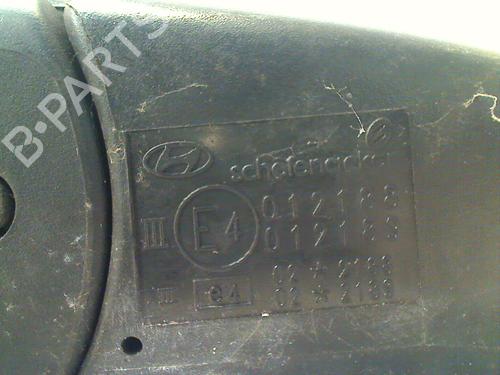 B-PARTS
schefenacker
III E4 012188
012189
III e4 02*2188
02*2189